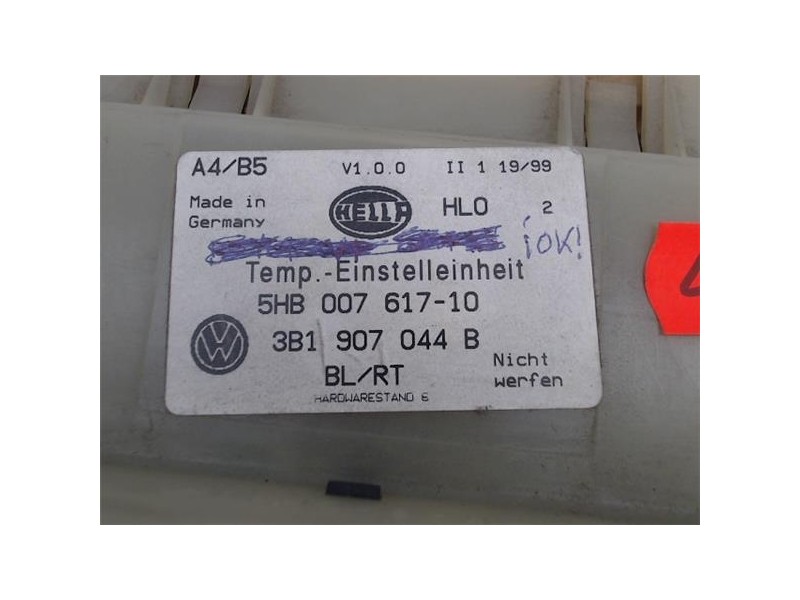 A4/B5 V1.0.0 II 1 19/99
Made in Germany HELLA HLO 2
¡OK!
Temp.-Einstelleinheit
5HB 007 617-10
VW 3B1 907 044 B
BL/RT Nicht werfen
HARDWARESTAND 6